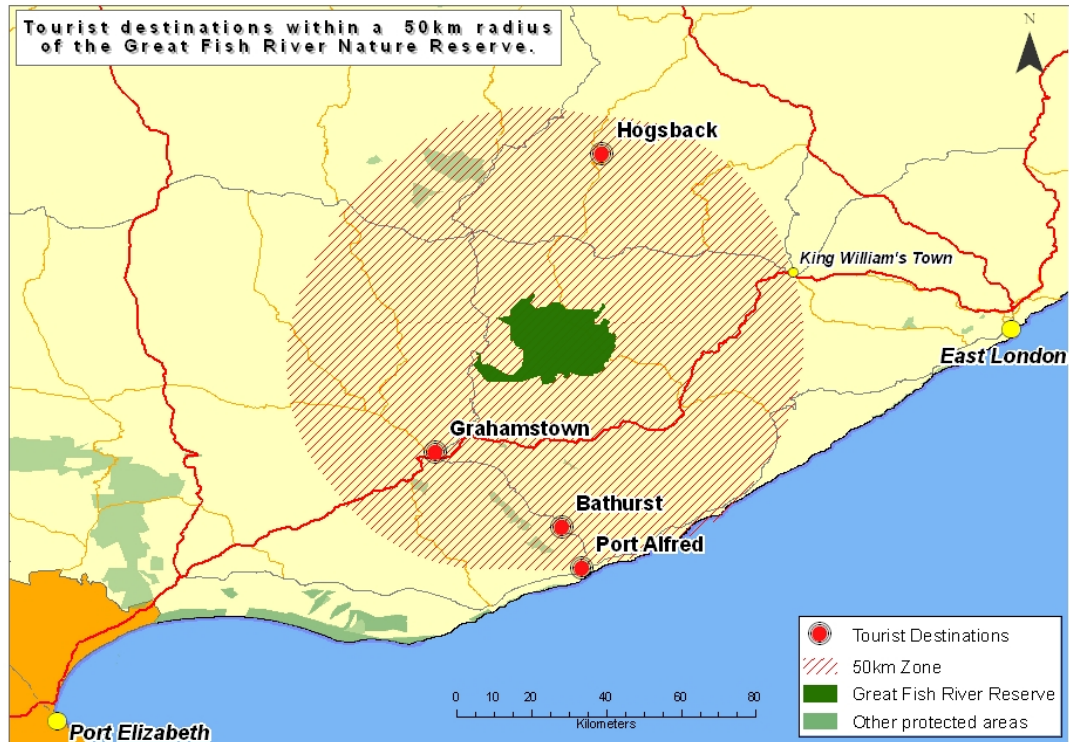 Tourist destinations within a 50km radius
of the Great Fish River Nature Reserve.
N
Hogsback
King William's Town
East London
Grahamstown
Bathurst
Port Alfred
Port Elizabeth
0 20 40 60 80
Kilometers
Tourist Destinations
50km Zone
Great Fish River Reserve
Other protected areas